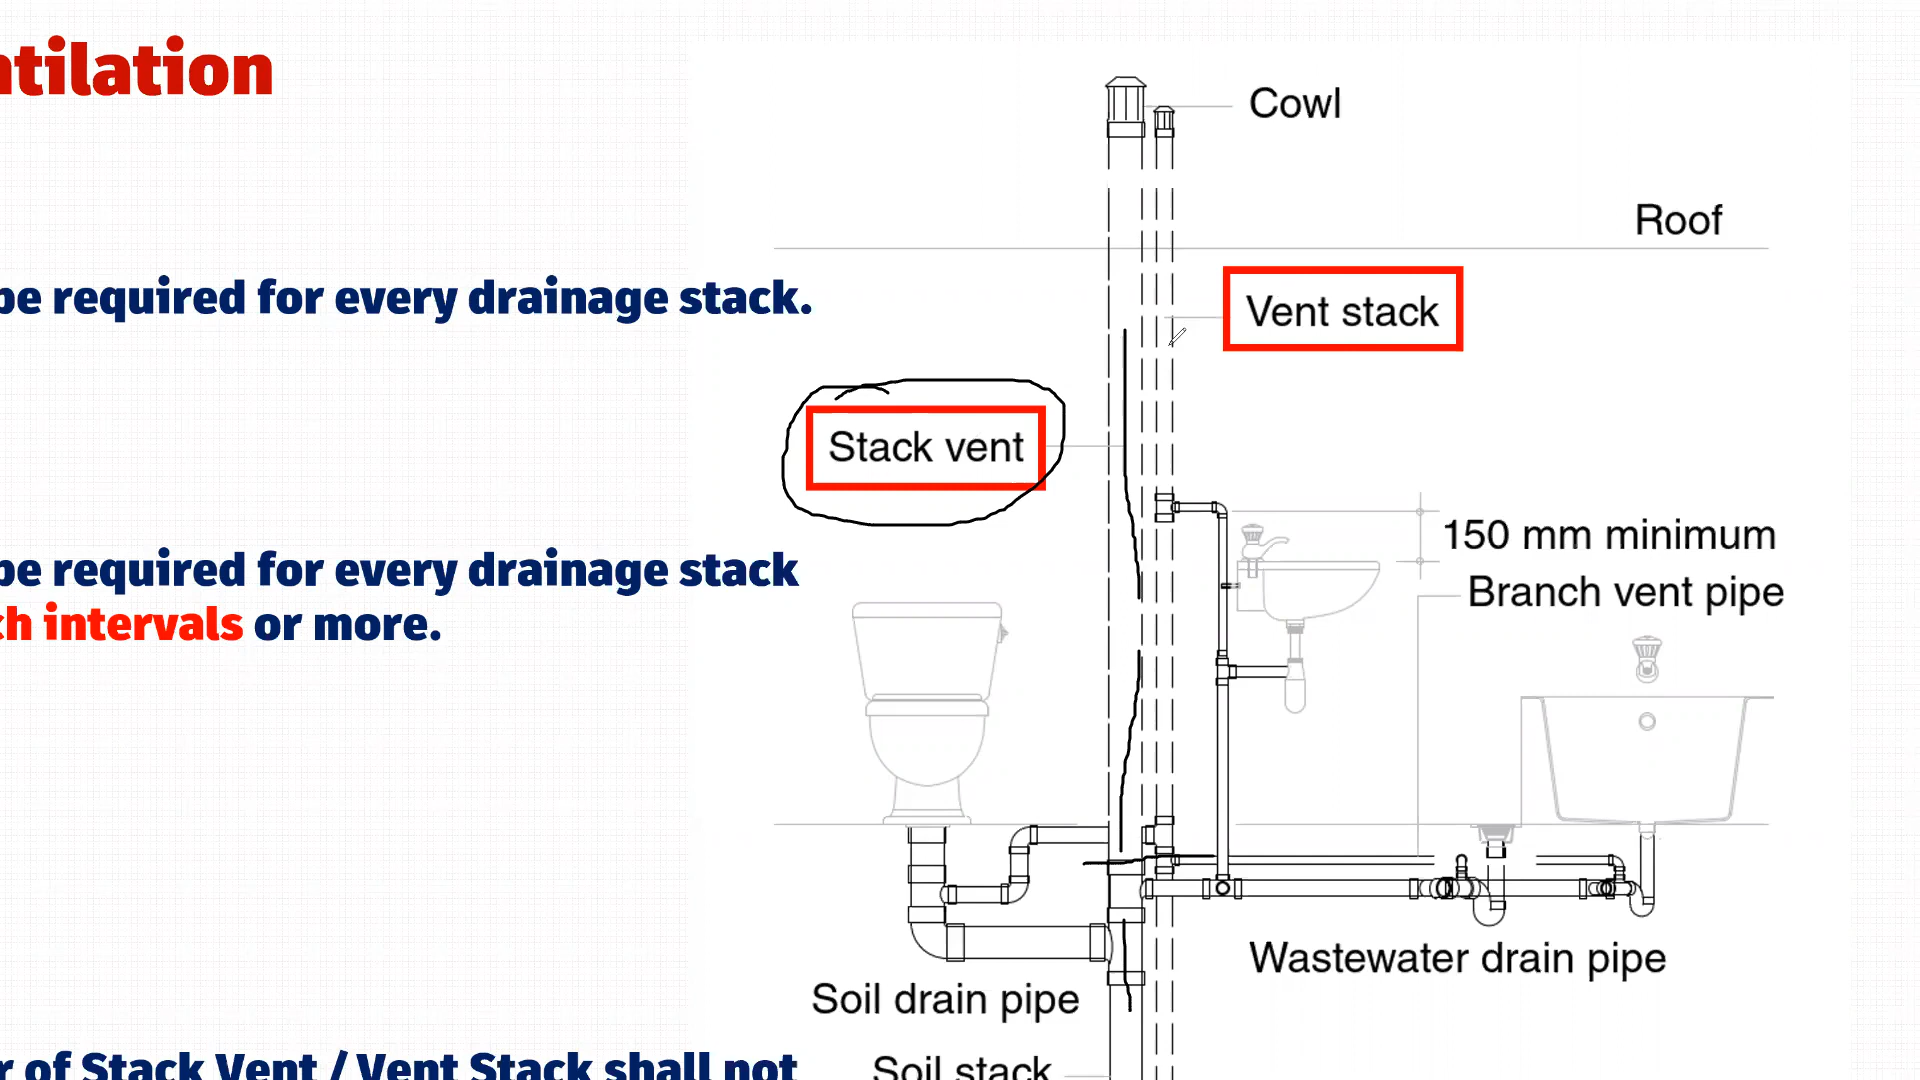 ntilation
be required for every drainage stack.
be required for every drainage stack
ch intervals or more.
r of Stack Vent / Vent Stack shall not
Cowl
Roof
Vent stack
Stack vent
150 mm minimum
Branch vent pipe
Wastewater drain pipe
Soil drain pipe
Soil stack